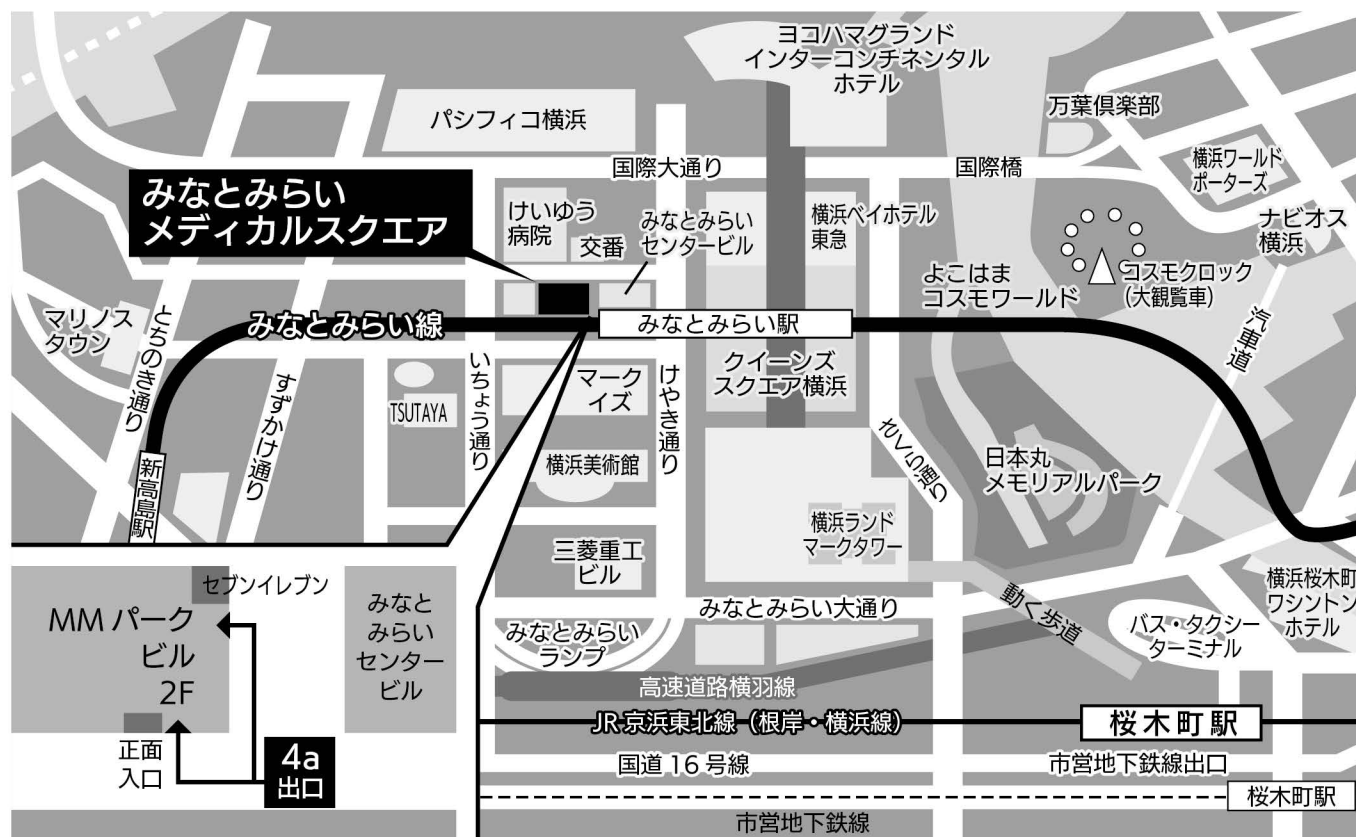 ヨコハマグランド
インターコンチネンタル
ホテル
パシフィコ横浜
万葉倶楽部
国際大通り
国際橋
横浜ワールド
ポーターズ
みなとみらい
メディカルスクエア
けいゆう
病院
交番
みなとみらい
センタービル
横浜ベイホテル
東急
ナビオス
横浜
よこはま
コスモワールド
コスモクロック
（大観覧車）
マリノス
タウン
とちのき通り
みなとみらい線
みなとみらい駅
汽車道
すずかけ通り
TSUTAYA
いちょう通り
マーク
イズ
けやき通り
クイーンズ
スクエア横浜
さくら通り
日本丸
メモリアルパーク
新高島駅
横浜美術館
横浜ランド
マークタワー
三菱重工
ビル
みなとみらい大通り
動く歩道
バス・タクシー
ターミナル
横浜桜木町
ワシントン
ホテル
みなとみらい
ランプ
高速道路横羽線
JR京浜東北線（根岸・横浜線）
桜木町駅
国道16号線
市営地下鉄線出口
桜木町駅
市営地下鉄線
セブンイレブン
MMパーク
ビル
2F
みなと
みらい
センター
ビル
正面
入口
4a
出口